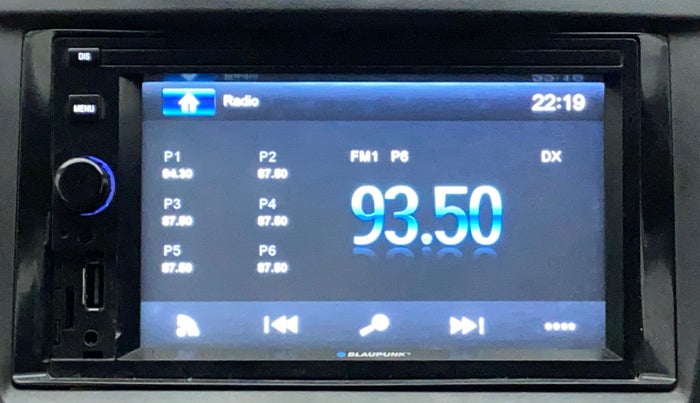 DIS
MENU
Radio 22:19
P1 P2 FM1 P6 DX
94.30 87.50
P3 P4 93.50
87.50 87.50
P5 P6
87.50 87.50
BLAUPUNKT